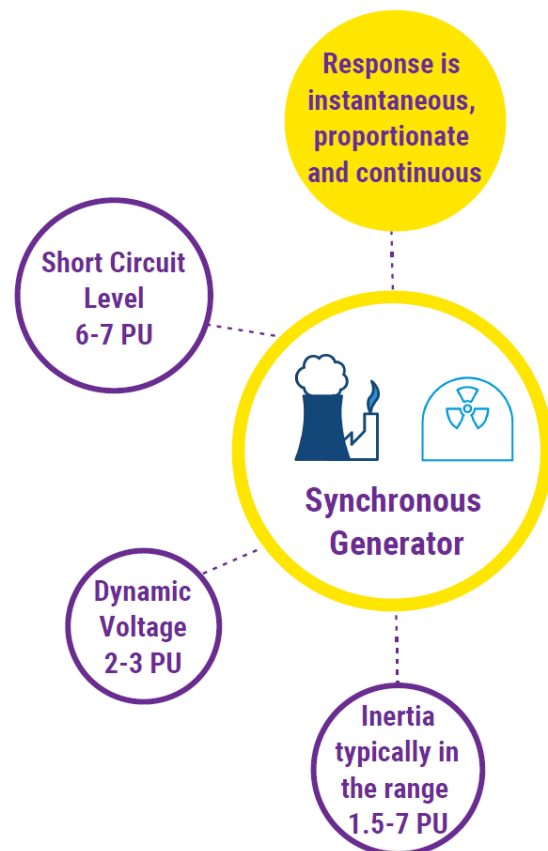 Response is
instantaneous,
proportionate
and continuous
Short Circuit
Level
6-7 PU
Synchronous
Generator
Dynamic
Voltage
2-3 PU
Inertia
typically in
the range
1.5-7 PU